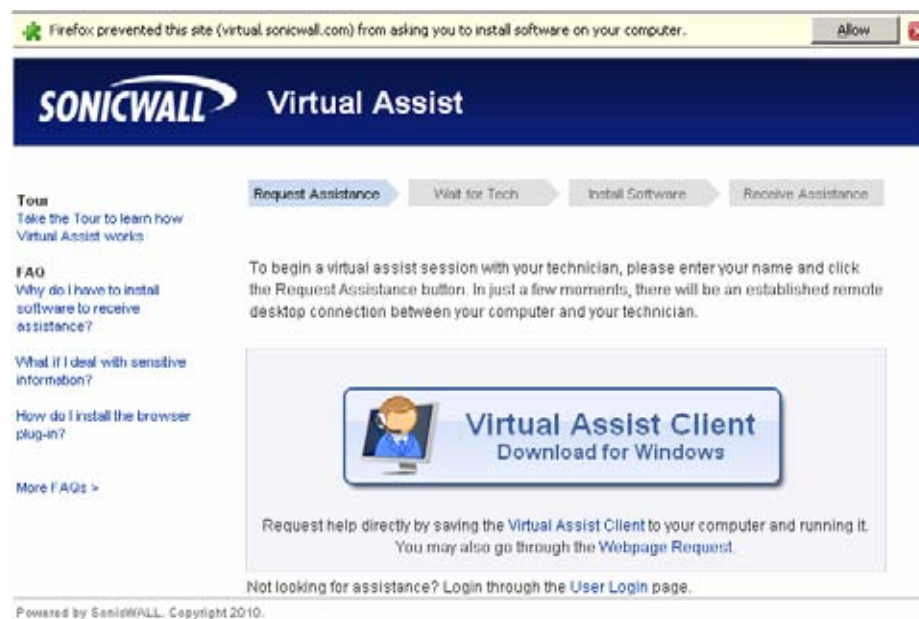 Firefox prevented this site (virtual.sonicwall.com) from asking you to install software on your computer.
Allow
SONICWALL
Virtual Assist
Tour
Take the Tour to learn how
Virtual Assist works
FAQ
Why do I have to install
software to receive
assistance?
What if I deal with sensitive
information?
How do I install the browser
plug-in?
More FAQs >
Request Assistance
Wait for Tech
Install Software
Receive Assistance
To begin a virtual assist session with your technician, please enter your name and click
the Request Assistance button. In just a few moments, there will be an established remote
desktop connection between your computer and your technician.
Virtual Assist Client
Download for Windows
Request help directly by saving the Virtual Assist Client to your computer and running it.
You may also go through the Webpage Request.
Not looking for assistance? Login through the User Login page.
Powered by SonicWALL. Copyright 2010.